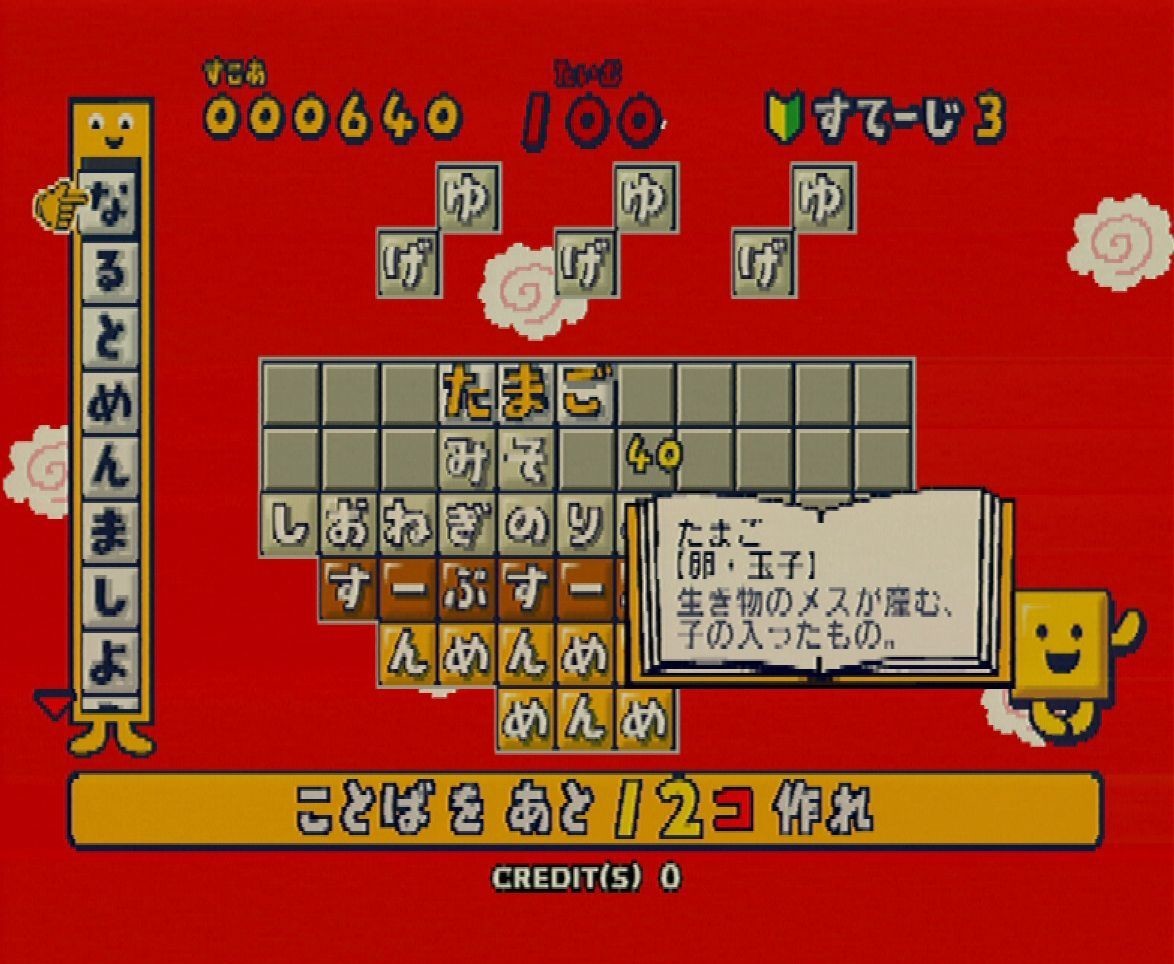 すこあ
000640
たいむ
100
すてーじ 3
な
る
と
め
ん
ま
し
よ
ゆ ゆ ゆ
げ げ げ
たまご
みそ
40
しおねぎのり
すーぷすー
んめんめ
めんめ
たまご
【卵・玉子】
生き物のメスが産む、
子の入ったもの。
ことばを あと12コ 作れ
CREDIT(S) 0